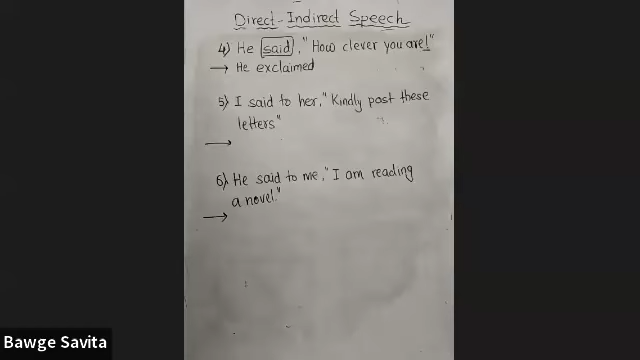 Direct-Indirect Speech
4) He said, "How clever you are!"
→ He exclaimed
5) I said to her, "Kindly post these
letters"
→
6) He said to me, "I am reading
a novel."
→
Bawge Savita